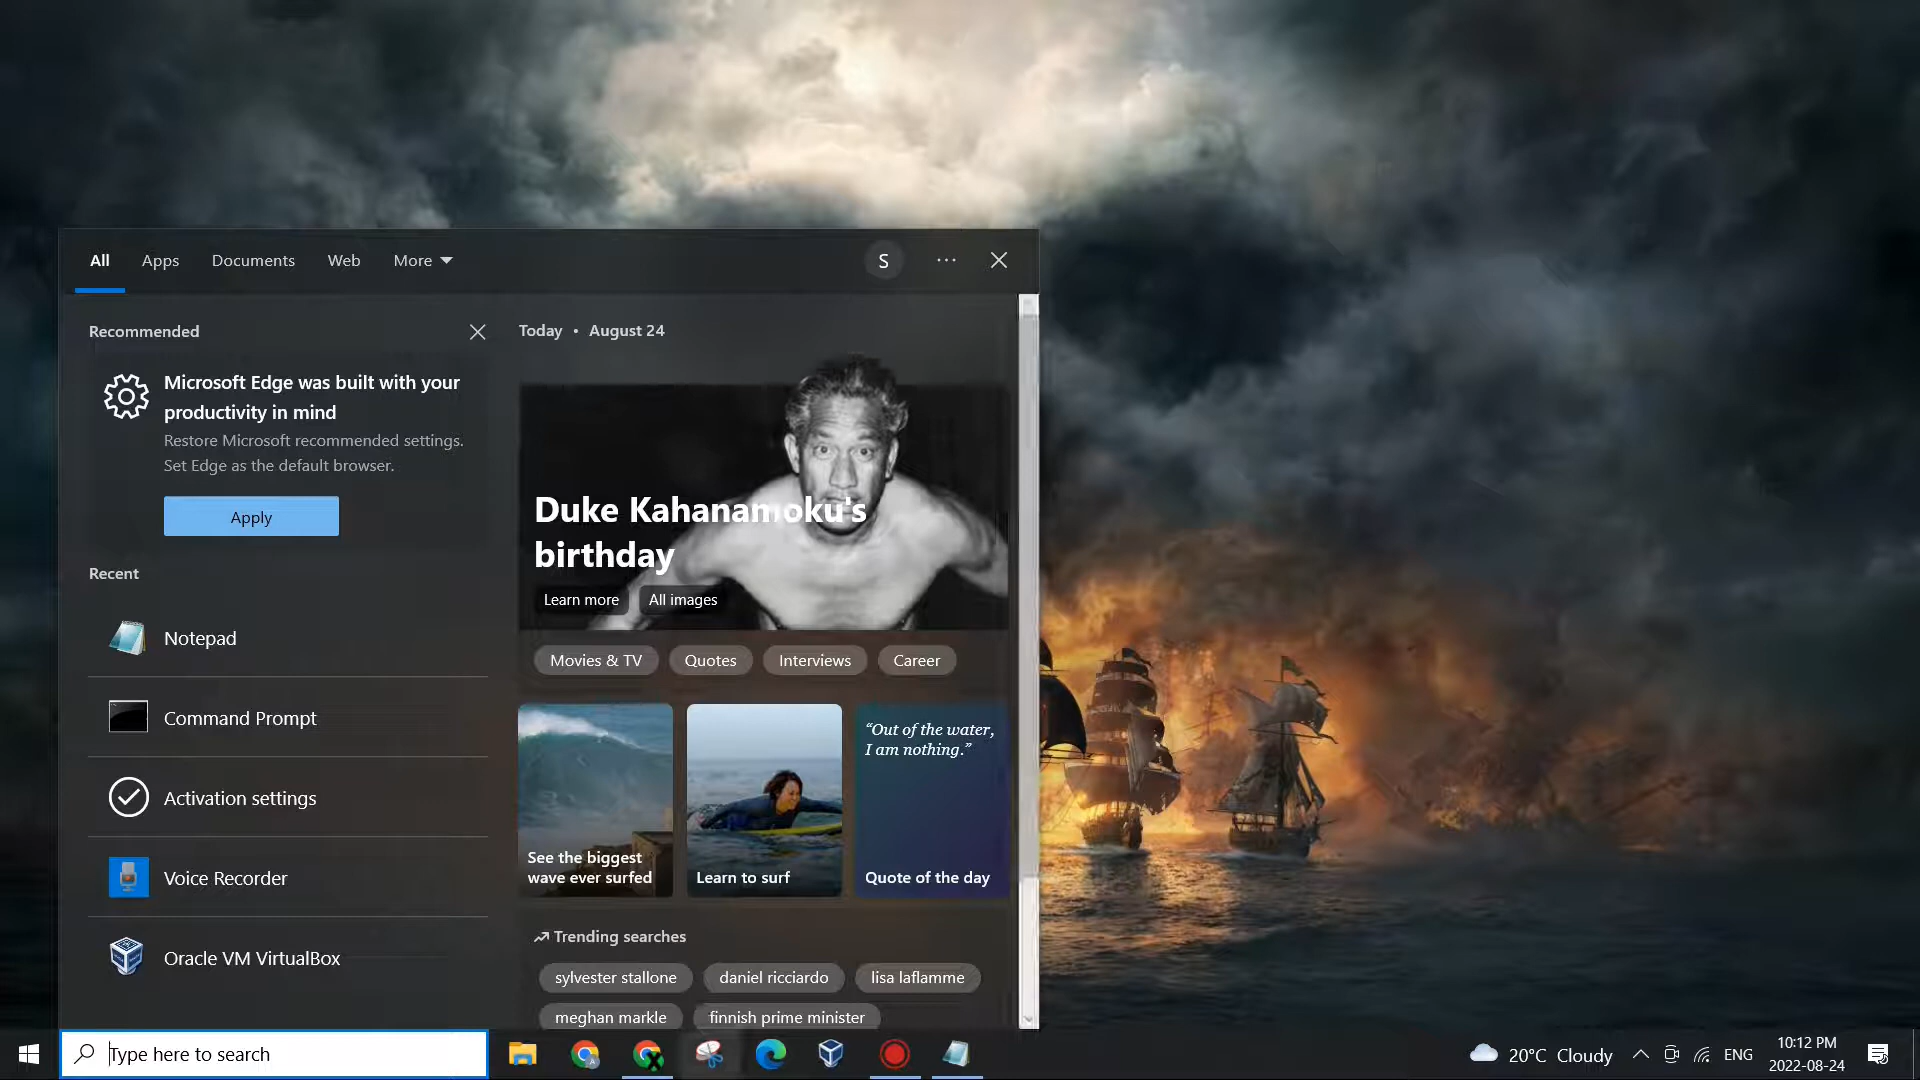 All Apps Documents Web More S
Recommended
Microsoft Edge was built with your
productivity in mind
Restore Microsoft recommended settings.
Set Edge as the default browser.
Apply
Recent
Notepad
Command Prompt
Activation settings
Voice Recorder
Oracle VM VirtualBox
Today • August 24
Duke Kahanamoku's
birthday
Learn more All images
Movies & TV Quotes Interviews Career
See the biggest
wave ever surfed
Learn to surf
“Out of the water,
I am nothing.”
Quote of the day
Trending searches
sylvester stallone daniel ricciardo lisa laflamme
meghan markle finnish prime minister
Type here to search
20°C Cloudy
ENG
10:12 PM
2022-08-24